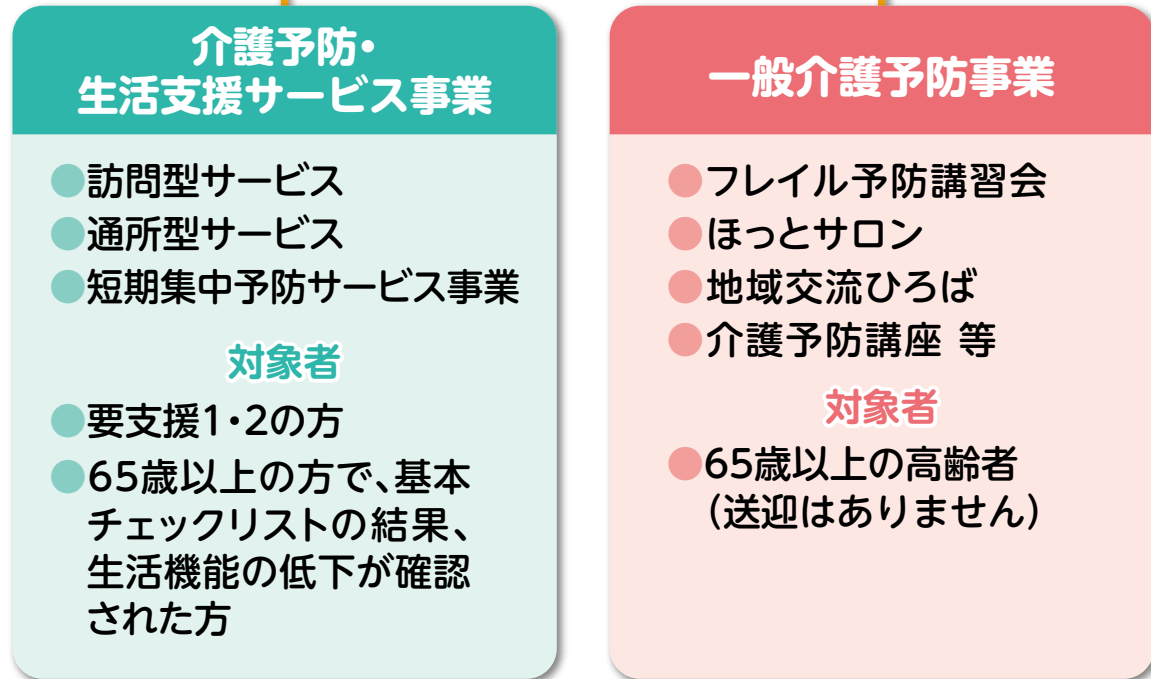 介護予防・
生活支援サービス事業
●訪問型サービス
●通所型サービス
●短期集中予防サービス事業
対象者
●要支援1・2の方
●65歳以上の方で、基本
チェックリストの結果、
生活機能の低下が確認
された方
一般介護予防事業
●フレイル予防講習会
●ほっとサロン
●地域交流ひろば
●介護予防講座 等
対象者
●65歳以上の高齢者
(送迎はありません)